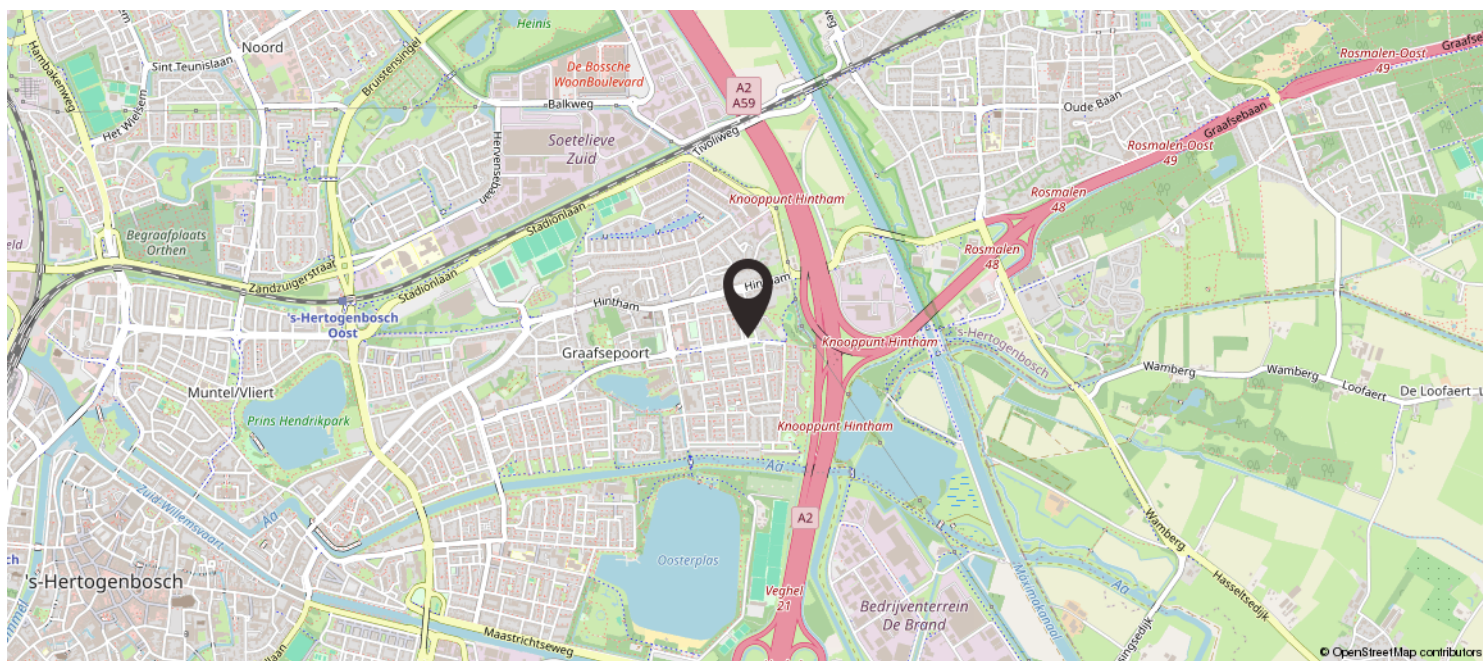 Heinis
Noord
Sint Teunislaan
Hambakenweg
Bruistensingel
De Bossche
WoonBoulevard
A2
A59
Rosmalen-Oost
49
Balkweg
Oude Baan
Het Wielsem
Graafsebaan
Soetelieve
Zuid
Tivoliweg
Hervensebaan
Rosmalen-Oost
49
Knooppunt Hintham
Rosmalen
48
Begraafplaats
Orthen
Stadionlaan
Rosmalen
48
Zandzuigerstraat
Stadionlaan
Hintham
Hintham
's-Hertogenbosch
Oost
's-Hertogenbosch
Knooppunt Hintham
Graafsepoort
Wamberg
Wamberg
Loofaert
De Loofaert
Muntel/Vliert
Prins Hendrikpark
Knooppunt Hintham
Aa
Zuid-Willemsvaart
Aa
A2
Wamberg
Oosterplas
's-Hertogenbosch
Maximakanaal
Aa
Hasseltsedijk
Veghel
21
Bedrijventerrein
De Brand
Maastrichtseweg
© OpenStreetMap contributors